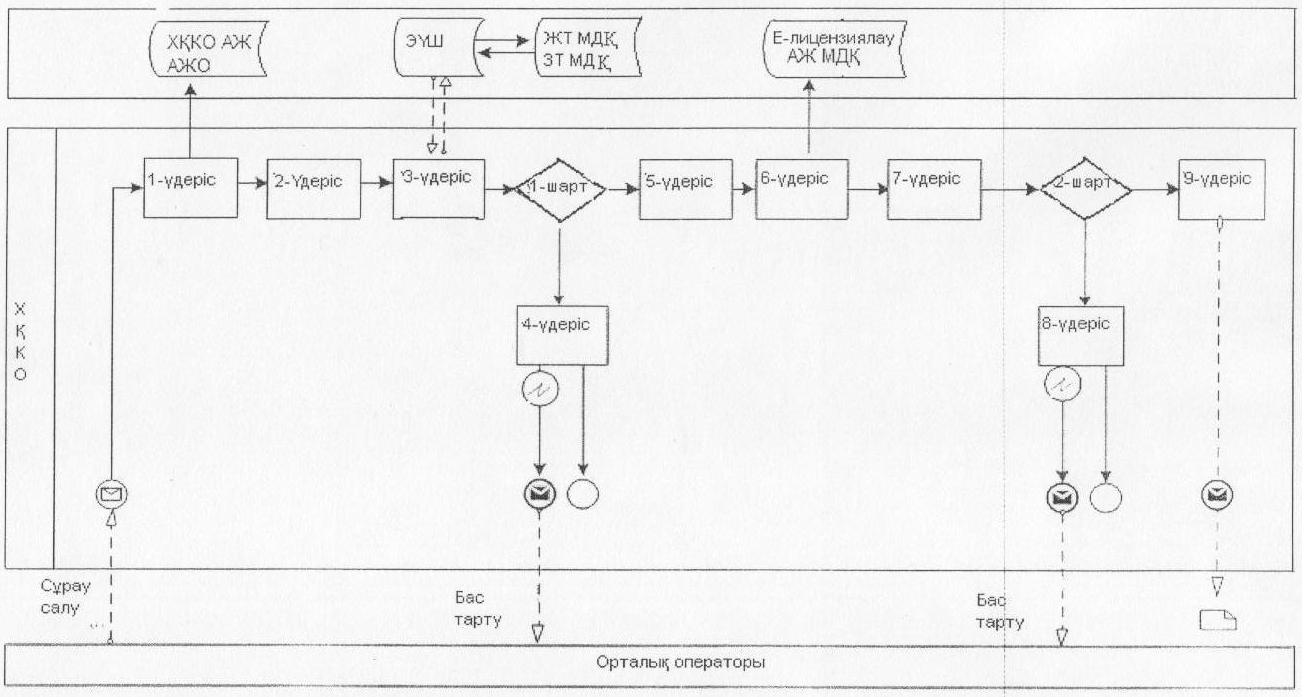 ХҚКО АЖ
АЖО
ЭҮШ
ЖТ МДҚ
ЗТ МДҚ
Е-лицензиялау
АЖ МДҚ
1-үдеріс
2-Үдеріс
3-үдеріс
1-шарт
5-үдеріс
6-үдеріс
7-үдеріс
2-шарт
9-үдеріс
4-үдеріс
8-үдеріс
Х
Қ
К
О
Сұрау
салу
...
Бас
тарту
Бас
тарту
Орталық операторы